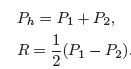 P_h = P_1 + P_2,
R = \frac{1}{2}(P_1 - P_2).